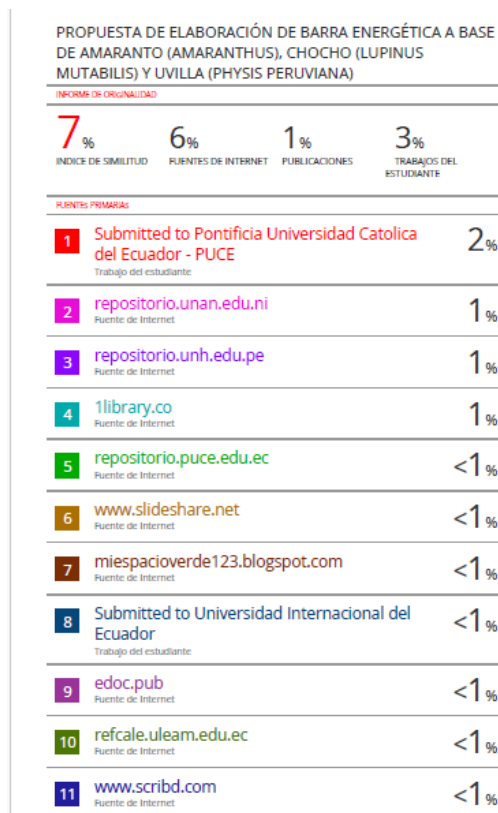 PROPUESTA DE ELABORACIÓN DE BARRA ENERGÉTICA A BASE
DE AMARANTO (AMARANTHUS), CHOCHO (LUPINUS
MUTABILIS) Y UVILLA (PHYSIS PERUVIANA)
INFORME DE ORIGINALIDAD
7% 6% 1% 3%
INDICE DE SIMILITUD FUENTES DE INTERNET PUBLICACIONES TRABAJOS DEL
ESTUDIANTE
FUENTES PRIMARIAS
1 Submitted to Pontificia Universidad Catolica 2%
del Ecuador - PUCE
Trabajo del estudiante
2 repositorio.unan.edu.ni 1%
Fuente de Internet
3 repositorio.unh.edu.pe 1%
Fuente de Internet
4 1library.co 1%
Fuente de Internet
5 repositorio.puce.edu.ec <1%
Fuente de Internet
6 www.slideshare.net <1%
Fuente de Internet
7 miespacioverde123.blogspot.com <1%
Fuente de Internet
8 Submitted to Universidad Internacional del <1%
Ecuador
Trabajo del estudiante
9 edoc.pub <1%
Fuente de Internet
10 refcale.uleam.edu.ec <1%
Fuente de Internet
11 www.scribd.com <1%
Fuente de Internet